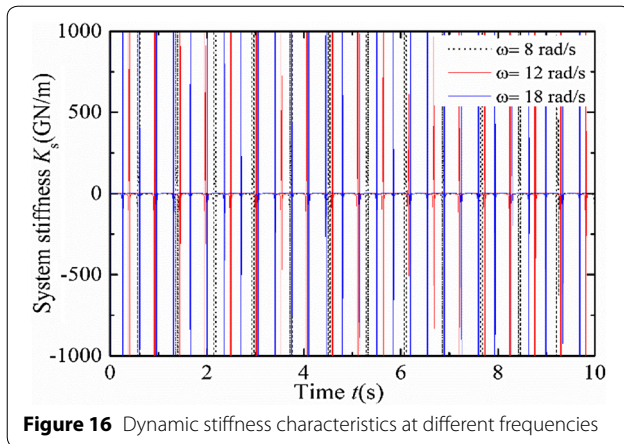 1000
500
0
-500
-1000
System stiffness Ks(GN/m)
ω= 8 rad/s
ω= 12 rad/s
ω= 18 rad/s
0 2 4 6 8 10
Time t(s)
Figure 16 Dynamic stiffness characteristics at different frequencies